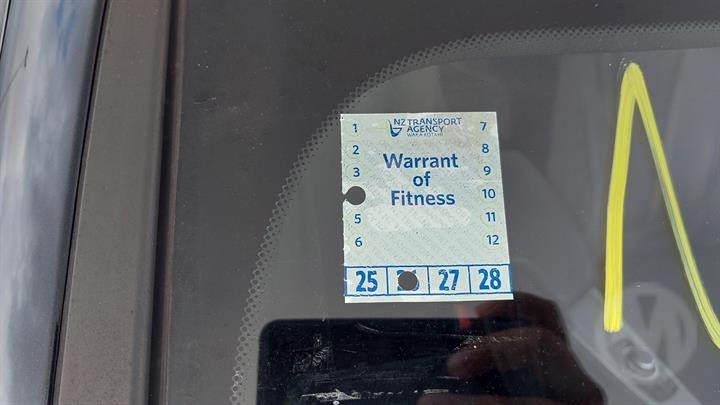 NZ TRANSPORT
AGENCY
WAKA KOTAHI
1 7
2 8
3 9
10
5 11
6 12
Warrant
of
Fitness
25 27 28